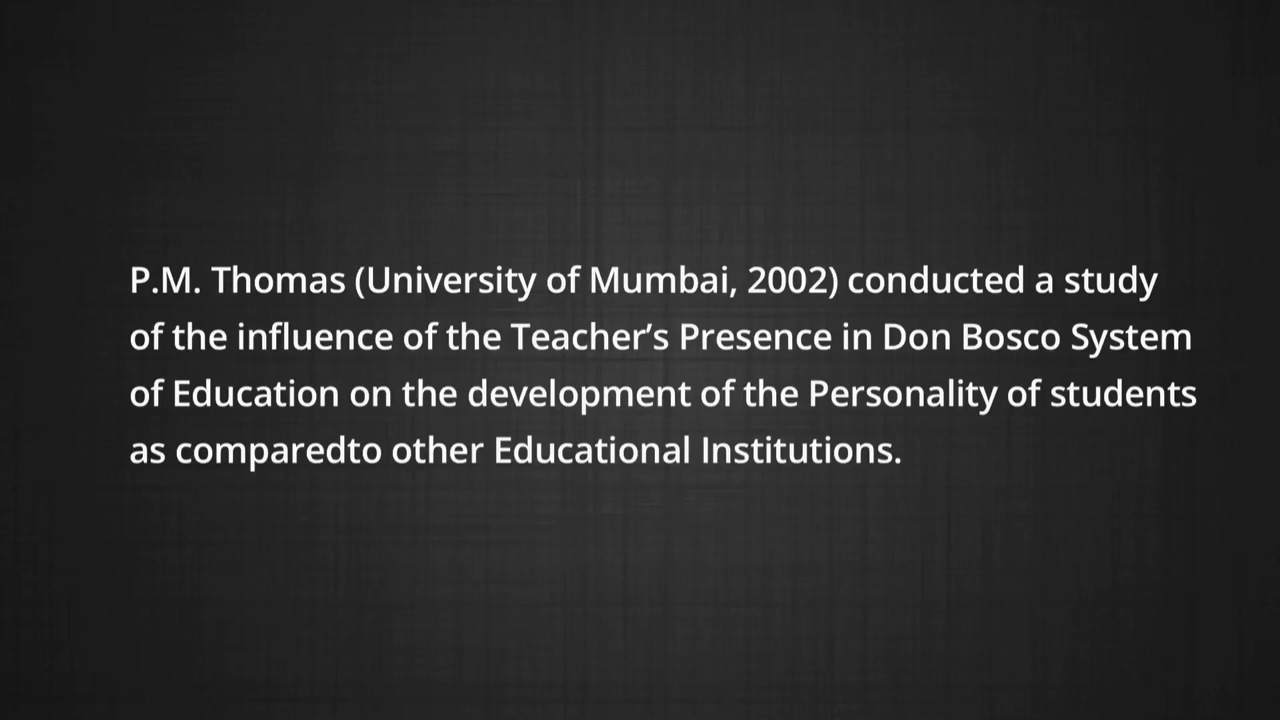 P.M. Thomas (University of Mumbai, 2002) conducted a study
of the influence of the Teacher’s Presence in Don Bosco System
of Education on the development of the Personality of students
as comparedto other Educational Institutions.